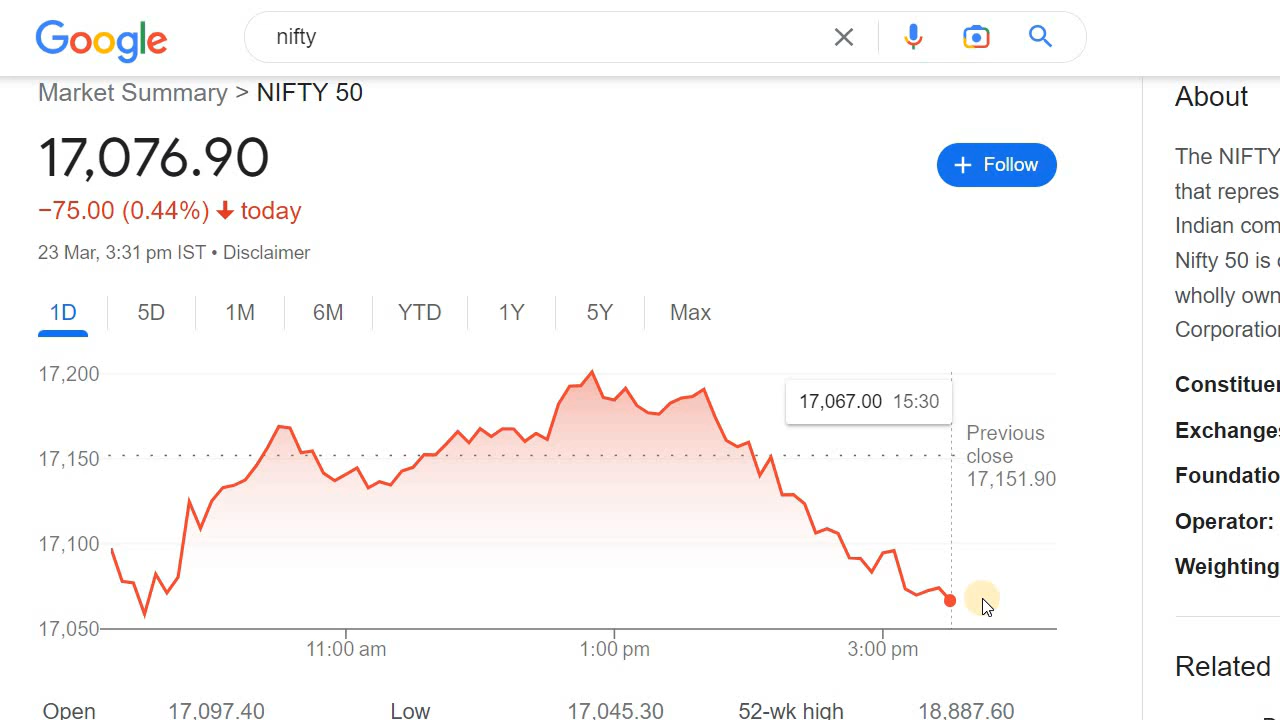 Google
nifty
Market Summary > NIFTY 50
17,076.90
+ Follow
−75.00 (0.44%) today
23 Mar, 3:31 pm IST • Disclaimer
1D 5D 1M 6M YTD 1Y 5Y Max
17,200
17,150
17,100
17,050
17,067.00 15:30
Previous
close
17,151.90
11:00 am 1:00 pm 3:00 pm
Open 17,097.40 Low 17,045.30 52-wk high 18,887.60
About
The NIFTY
that repres
Indian com
Nifty 50 is
wholly own
Corporatio
Constitue
Exchange
Foundatio
Operator:
Weighting
Related